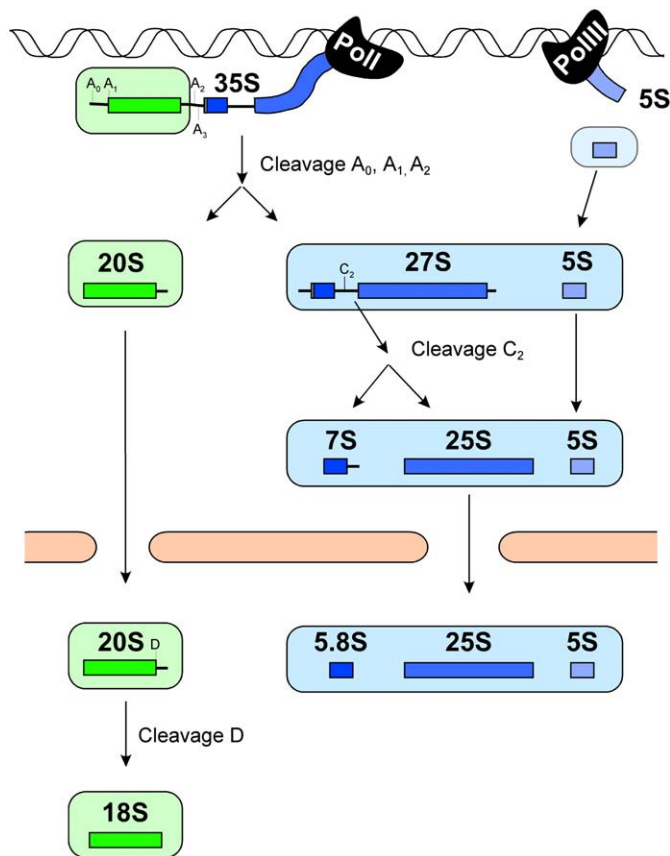 PolI
PolIII
A₀ A₁ A₂ 35S
A₃
5S
Cleavage A₀, A₁, A₂
20S
27S
5S
C₂
Cleavage C₂
7S
25S
5S
20S
D
5.8S
25S
5S
Cleavage D
18S